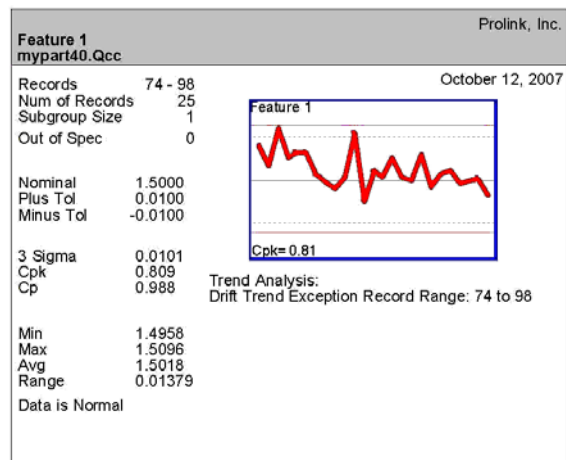 Prolink, Inc.
Feature 1
mypart40.Qcc
October 12, 2007
Records 74 - 98
Num of Records 25
Subgroup Size 1
Out of Spec 0
Nominal 1.5000
Plus Tol 0.0100
Minus Tol -0.0100
3 Sigma 0.0101
Cpk 0.809
Cp 0.988
Min 1.4958
Max 1.5096
Avg 1.5018
Range 0.01379
Data is Normal
Feature 1
Cpk= 0.81
Trend Analysis:
Drift Trend Exception Record Range: 74 to 98